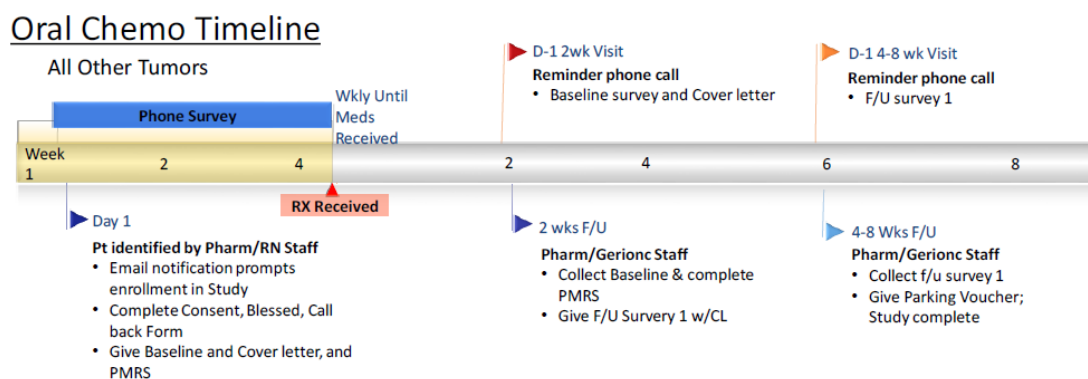 Oral Chemo Timeline
All Other Tumors
Phone Survey
Wkly Until
Meds
Received
D-1 2wk Visit
Reminder phone call
• Baseline survey and Cover letter
D-1 4-8 wk Visit
Reminder phone call
• F/U survey 1
Week
1
2
4
2
4
6
8
RX Received
Day 1
Pt identified by Pharm/RN Staff
• Email notification prompts
enrollment in Study
• Complete Consent, Blessed, Call
back Form
• Give Baseline and Cover letter, and
PMRS
2 wks F/U
Pharm/Gerionc Staff
• Collect Baseline & complete
PMRS
• Give F/U Survery 1 w/CL
4-8 Wks F/U
Pharm/Gerionc Staff
• Collect f/u survey 1
• Give Parking Voucher;
Study complete